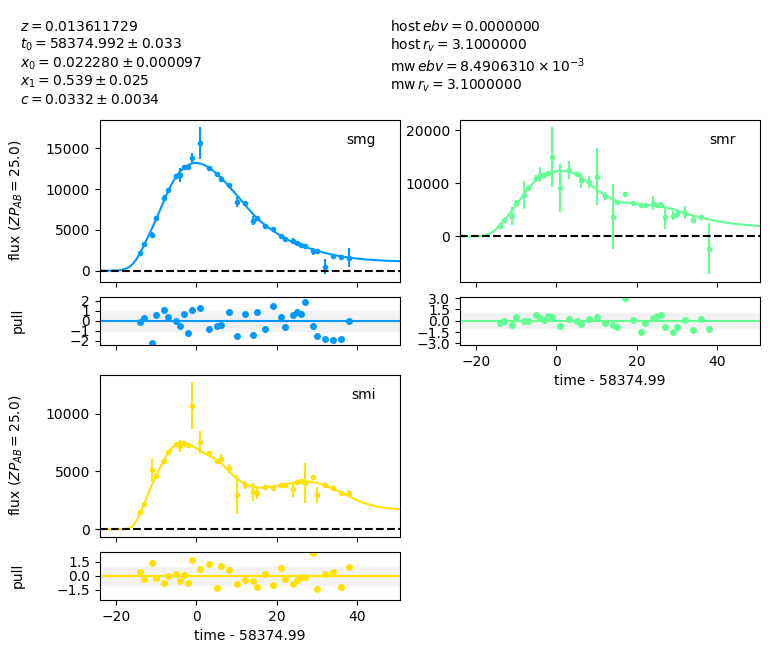 z = 0.013611729
t₀ = 58374.992 ± 0.033
x₀ = 0.022280 ± 0.000097
x₁ = 0.539 ± 0.025
c = 0.0332 ± 0.0034
host ebv = 0.0000000
host r_v = 3.1000000
mw ebv = 8.4906310 × 10⁻³
mw r_v = 3.1000000
smg
flux (ZP_AB = 25.0)
15000
10000
5000
0
smr
20000
10000
0
pull
2
1
0
−1
−2
3.0
1.5
0.0
−1.5
−3.0
−20
0
20
40
time - 58374.99
smi
flux (ZP_AB = 25.0)
10000
5000
0
pull
1.5
0.0
−1.5
−20
0
20
40
time - 58374.99